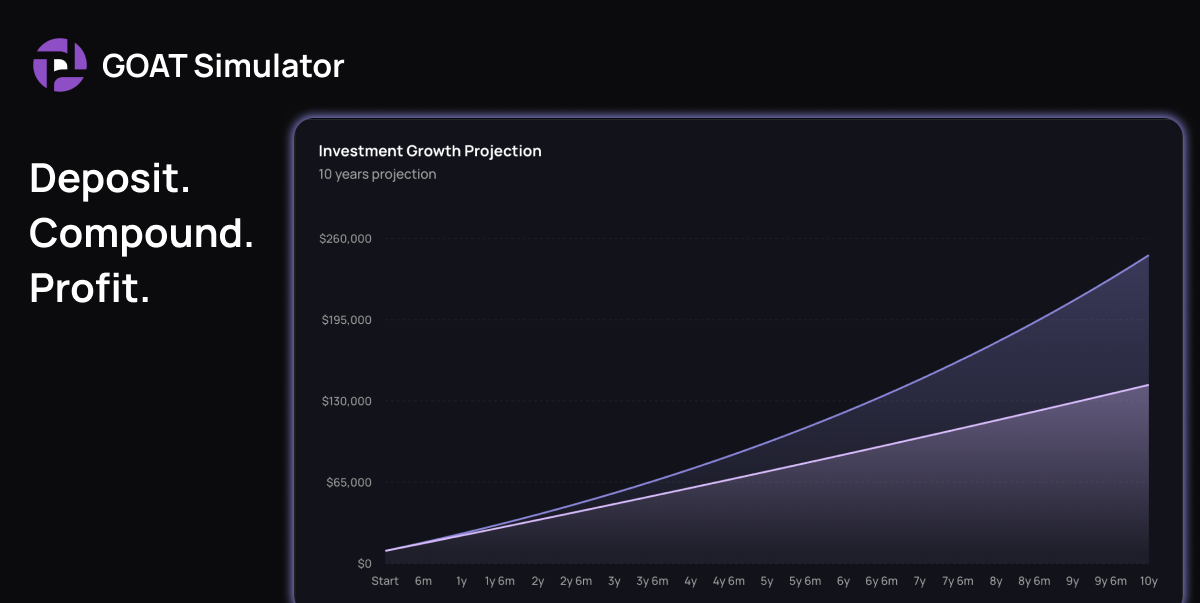 GOAT Simulator
Deposit.
Compound.
Profit.
Investment Growth Projection
10 years projection
$260,000
$195,000
$130,000
$65,000
$0
Start 6m 1y 1y 6m 2y 2y 6m 3y 3y 6m 4y 4y 6m 5y 5y 6m 6y 6y 6m 7y 7y 6m 8y 8y 6m 9y 9y 6m 10y